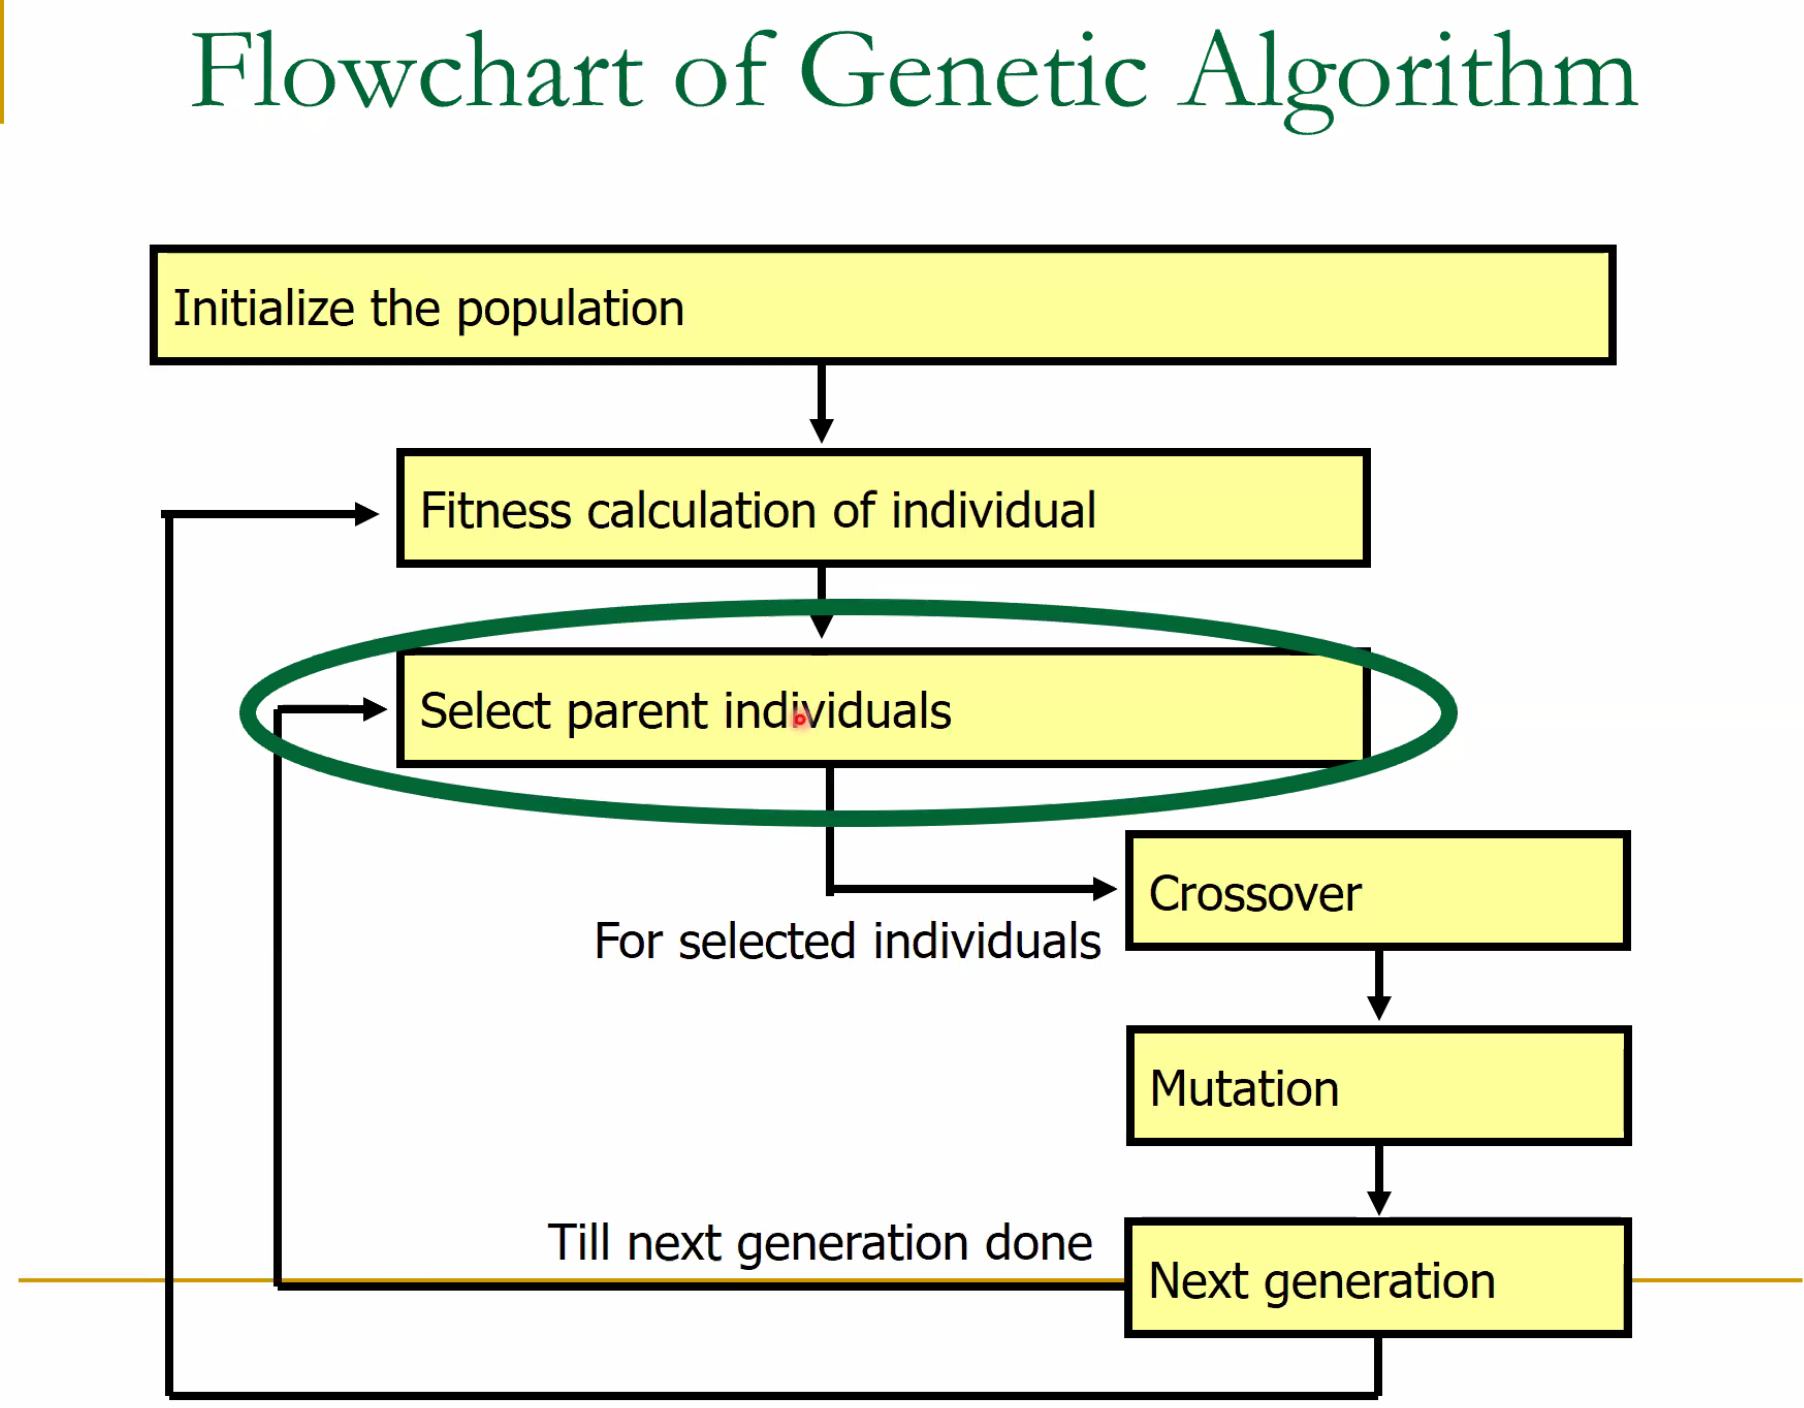 Flowchart of Genetic Algorithm
Initialize the population
Fitness calculation of individual
Select parent individuals
Crossover
For selected individuals
Mutation
Till next generation done
Next generation